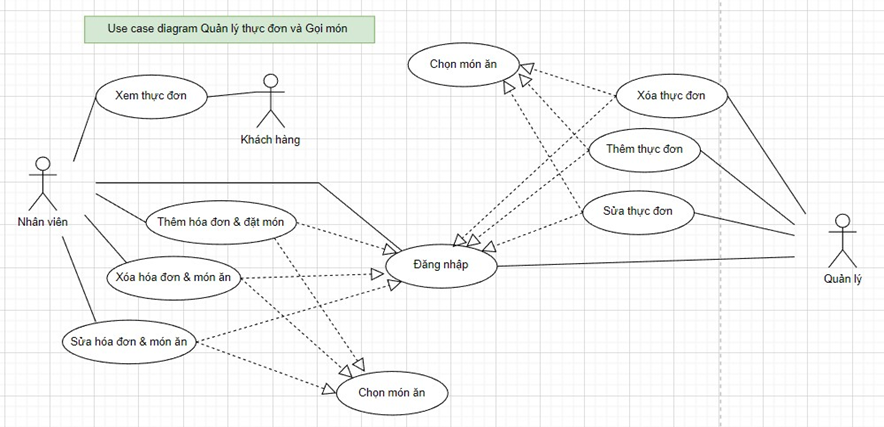 Use case diagram Quản lý thực đơn và Gọi món
Chọn món ăn
Xem thực đơn
Xóa thực đơn
Khách hàng
Thêm thực đơn
Nhân viên
Thêm hóa đơn & đặt món
Sửa thực đơn
Đăng nhập
Xóa hóa đơn & món ăn
Quản lý
Sửa hóa đơn & món ăn
Chọn món ăn